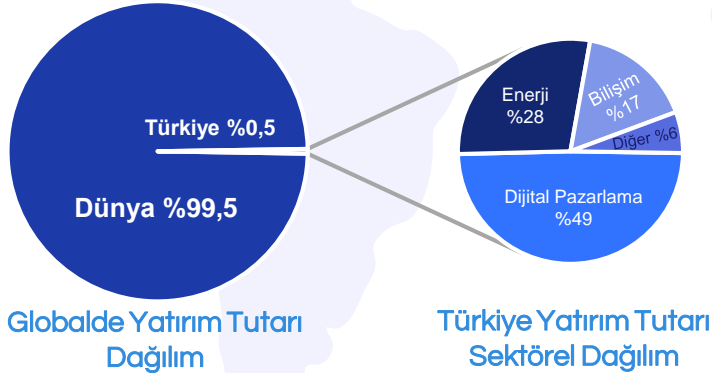 Türkiye %0,5
Dünya %99,5
Globalde Yatırım Tutarı
Dağılım
Enerji
%28
Bilişim
%17
Diğer %6
Dijital Pazarlama
%49
Türkiye Yatırım Tutarı
Sektörel Dağılım